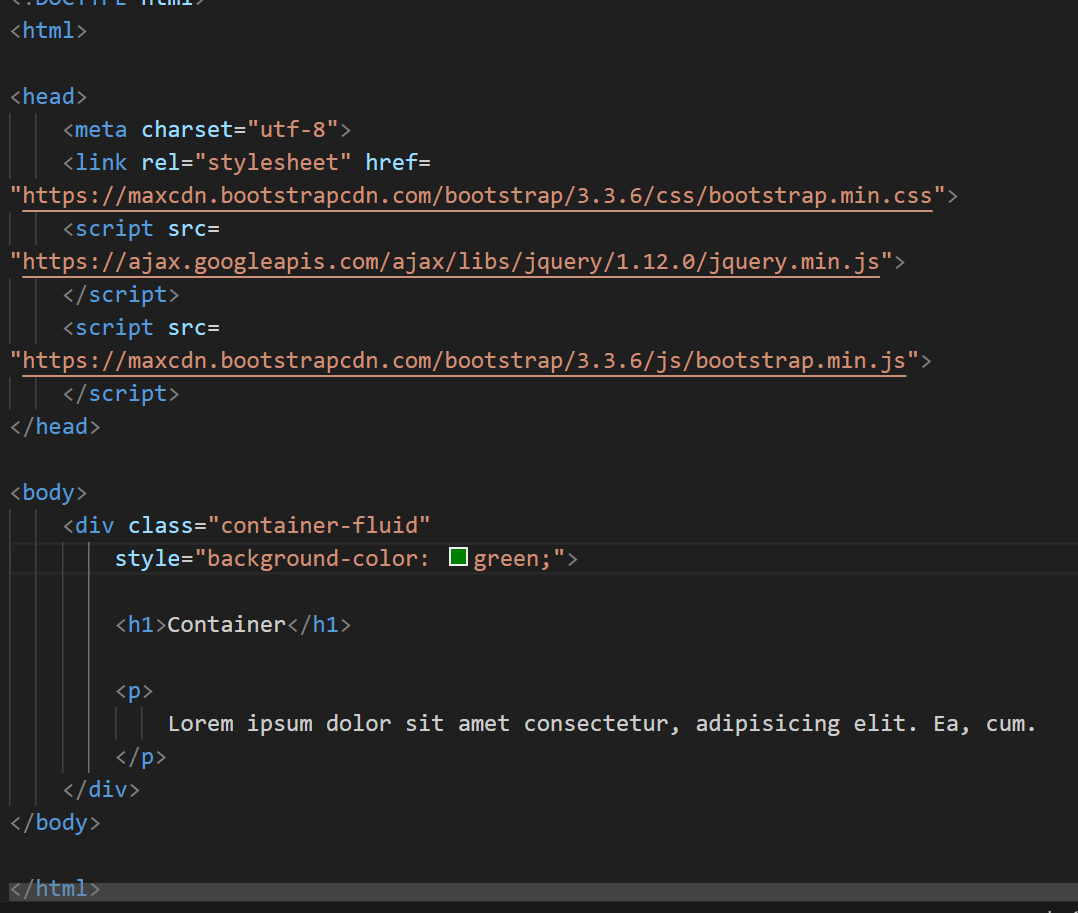 <!DOCTYPE html>
<html>
<head>
<meta charset="utf-8">
<link rel="stylesheet" href=
"https://maxcdn.bootstrapcdn.com/bootstrap/3.3.6/css/bootstrap.min.css">
<script src=
"https://ajax.googleapis.com/ajax/libs/jquery/1.12.0/jquery.min.js">
</script>
<script src=
"https://maxcdn.bootstrapcdn.com/bootstrap/3.3.6/js/bootstrap.min.js">
</script>
</head>
<body>
<div class="container-fluid"
style="background-color: green;">
<h1>Container</h1>
<p>
Lorem ipsum dolor sit amet consectetur, adipisicing elit. Ea, cum.
</p>
</div>
</body>
</html>